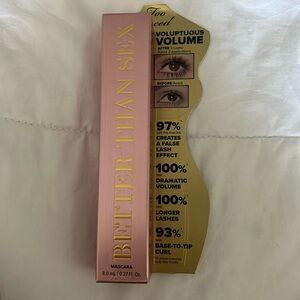 BETTER THAN SEX
MASCARA
8.0 mL / 0.27 Fl. Oz.
Too
VOLUPTUOUS
VOLUME
AFTER
BEFORE
97%
CREATES
A FALSE
LASH
EFFECT
100%
DRAMATIC
VOLUME
100%
LONGER
LASHES
93%
BASE-TO-TIP
CURL